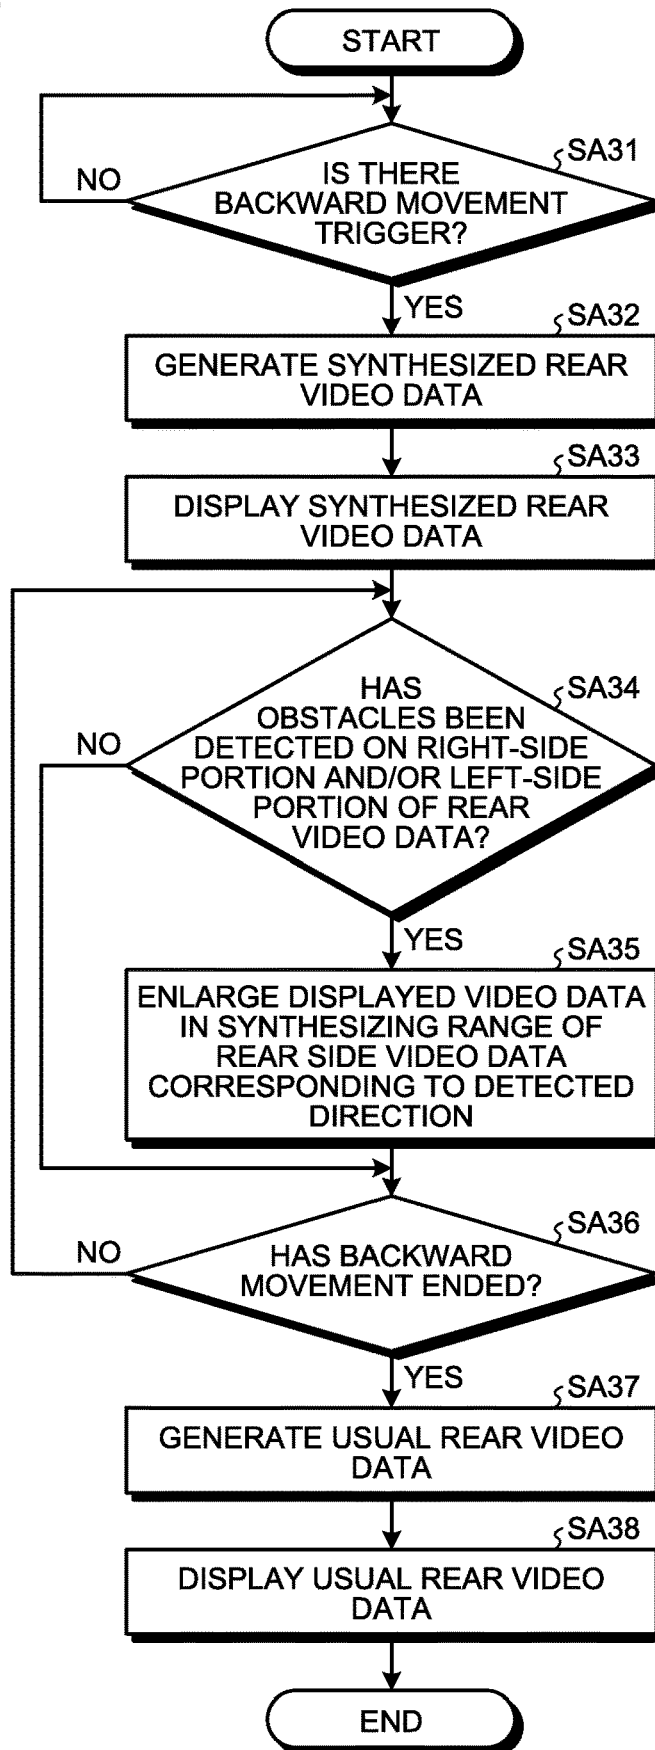 START
SA31
NO
IS THERE
BACKWARD MOVEMENT
TRIGGER?
YES
SA32
GENERATE SYNTHESIZED REAR
VIDEO DATA
SA33
DISPLAY SYNTHESIZED REAR
VIDEO DATA
SA34
NO
HAS
OBSTACLES BEEN
DETECTED ON RIGHT-SIDE
PORTION AND/OR LEFT-SIDE
PORTION OF REAR
VIDEO DATA?
YES
SA35
ENLARGE DISPLAYED VIDEO DATA
IN SYNTHESIZING RANGE OF
REAR SIDE VIDEO DATA
CORRESPONDING TO DETECTED
DIRECTION
SA36
NO
HAS BACKWARD
MOVEMENT ENDED?
YES
SA37
GENERATE USUAL REAR VIDEO
DATA
SA38
DISPLAY USUAL REAR VIDEO
DATA
END